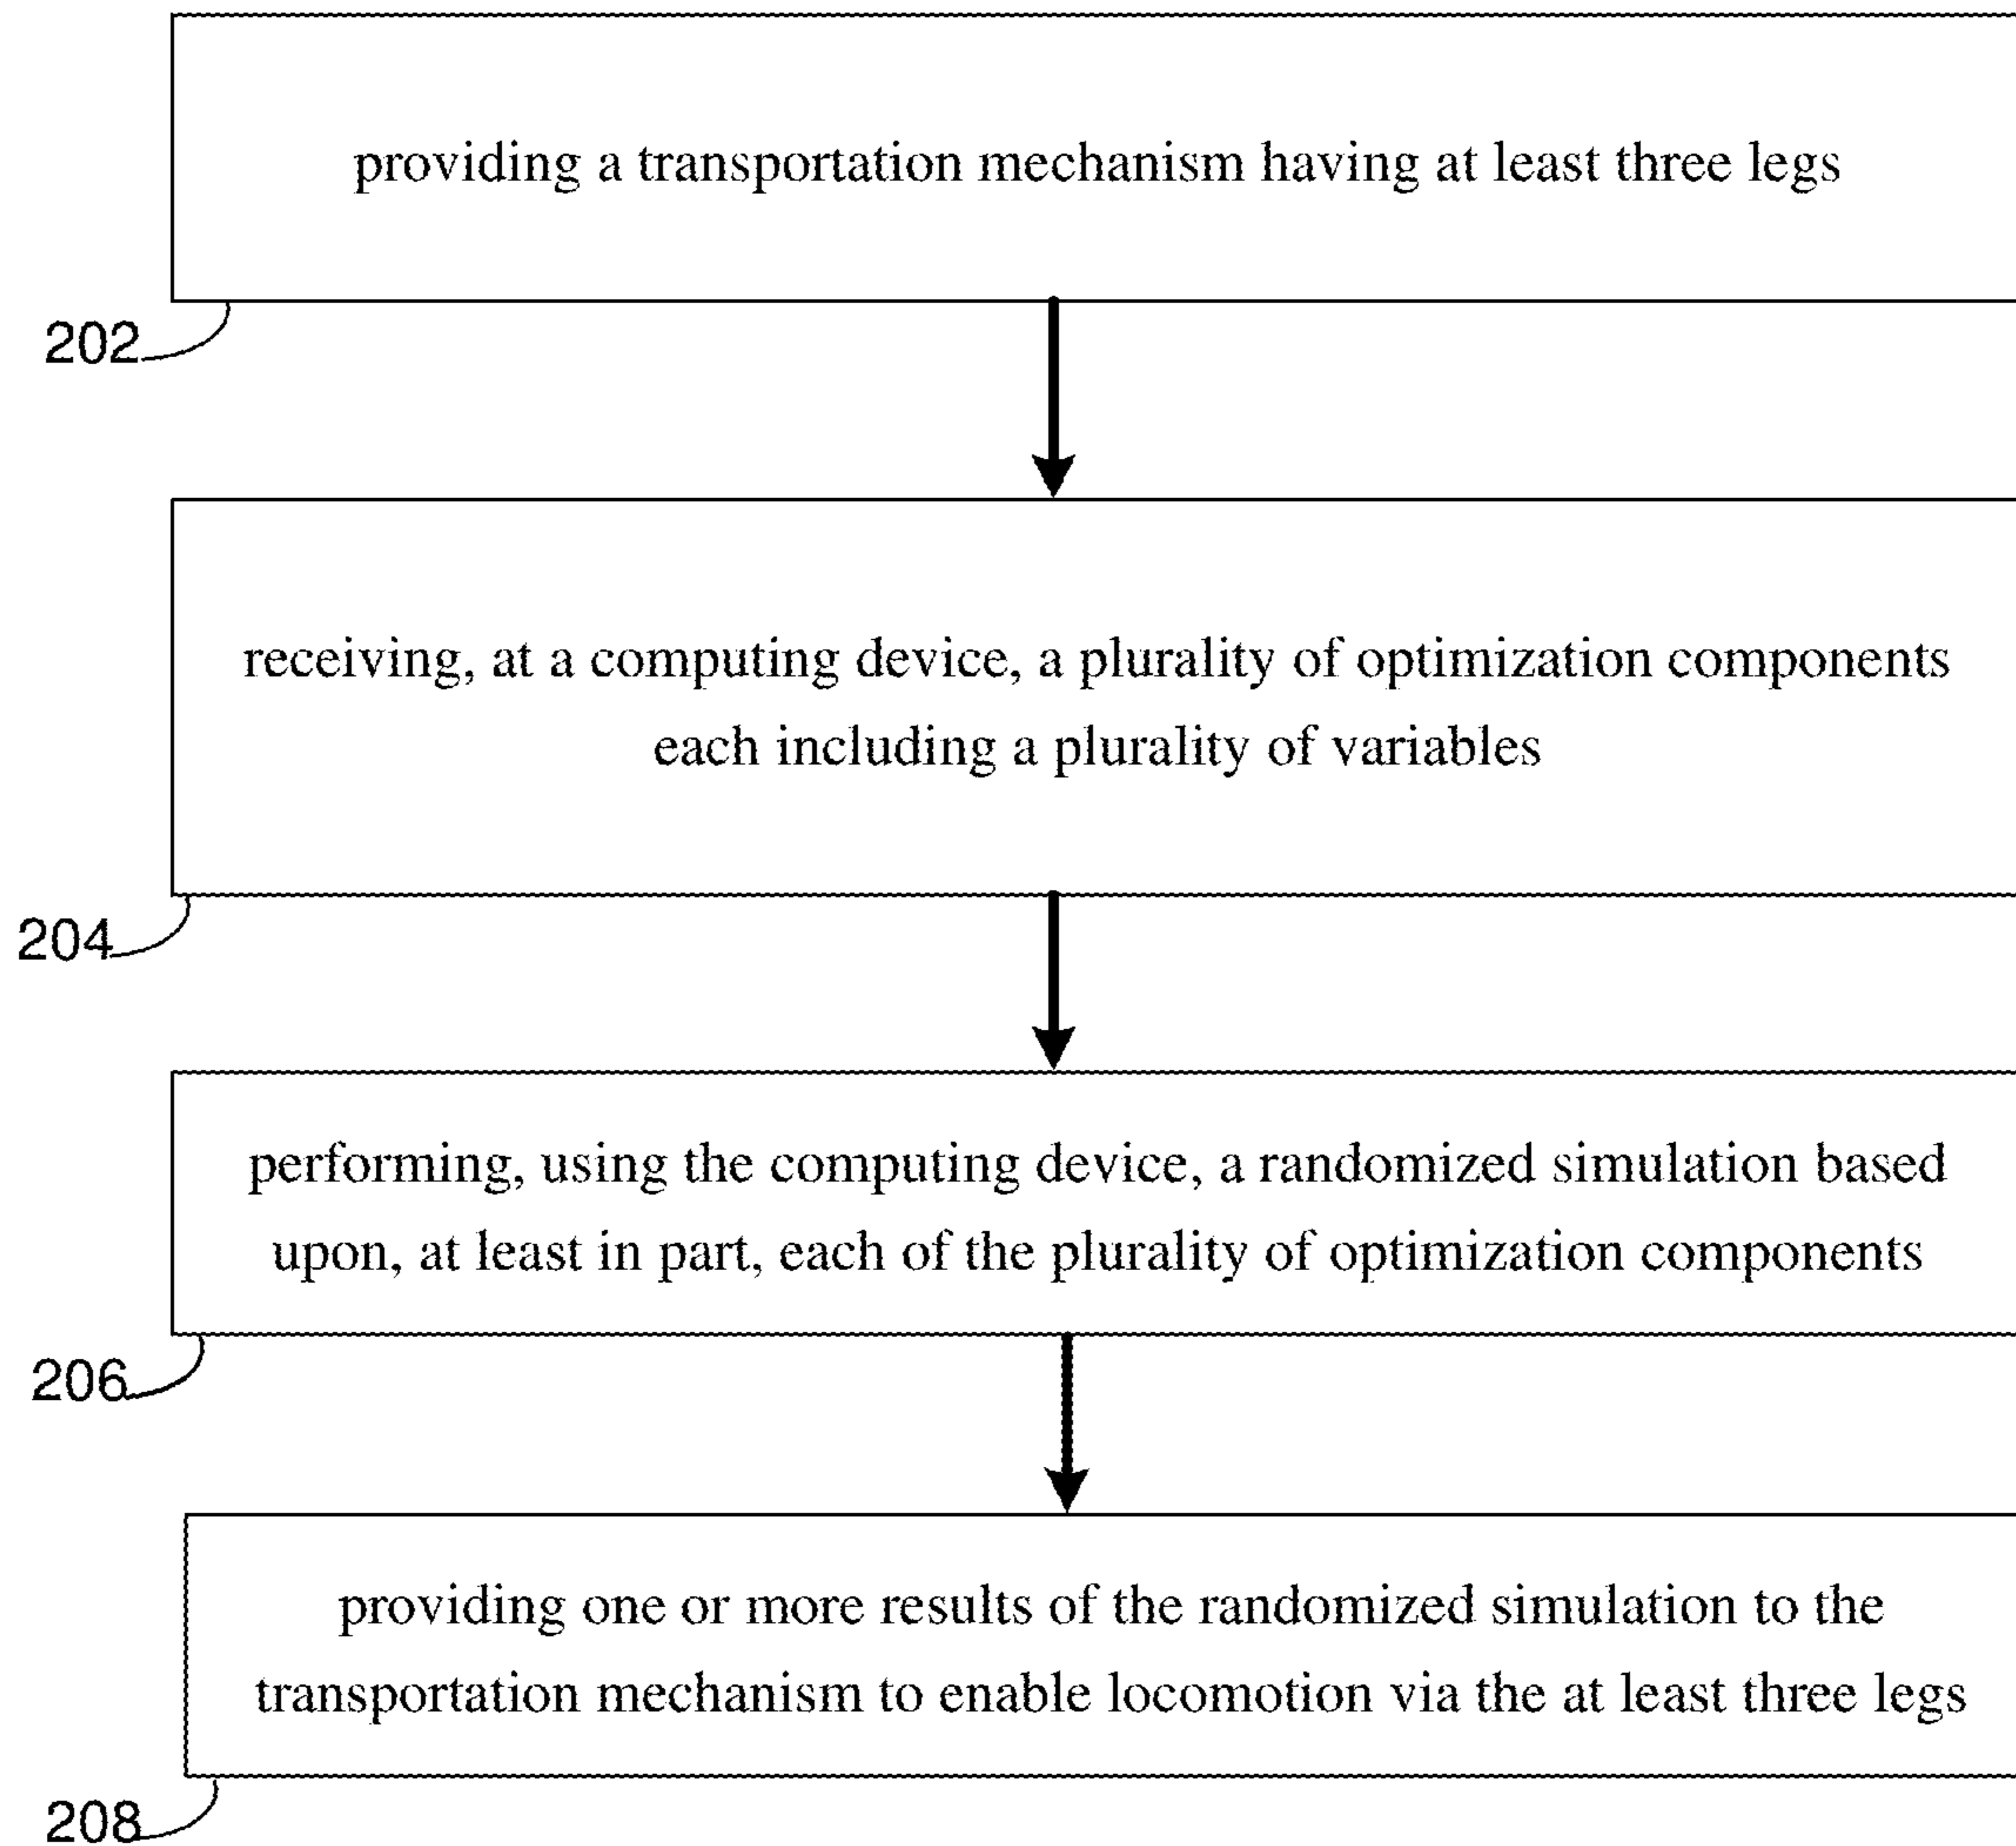 providing a transportation mechanism having at least three legs
202
receiving, at a computing device, a plurality of optimization components
each including a plurality of variables
204
performing, using the computing device, a randomized simulation based
upon, at least in part, each of the plurality of optimization components
206
providing one or more results of the randomized simulation to the
transportation mechanism to enable locomotion via the at least three legs
208